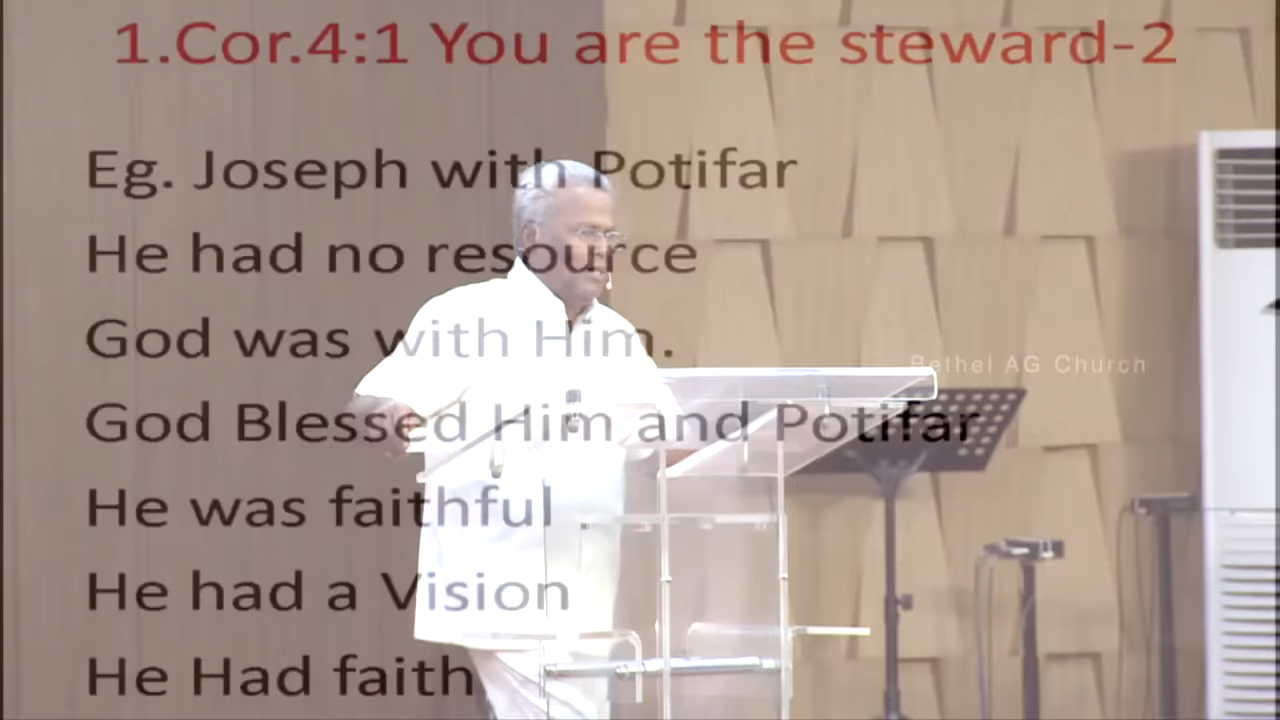 1.Cor.4:1 You are the steward-2
Eg. Joseph with Potifar
He had no resource
God was with Him.
Bethel AG Church
God Blessed Him and Potifar
He was faithful
He had a Vision
He Had faith